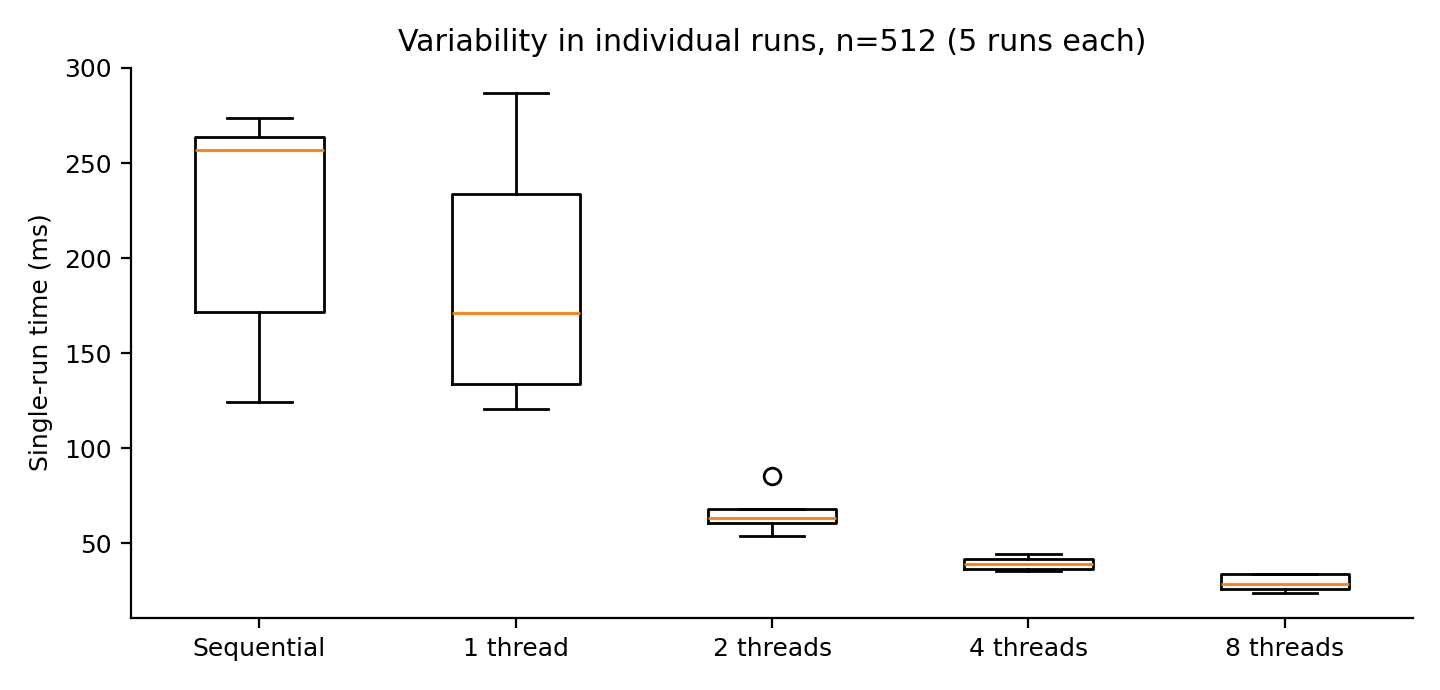 Variability in individual runs, n=512 (5 runs each)
Single-run time (ms)
300
250
200
150
100
50
Sequential
1 thread
2 threads
4 threads
8 threads